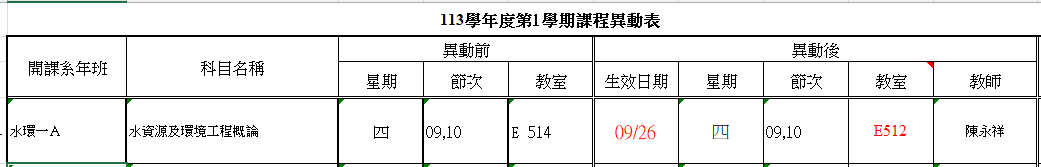 113學年度第1學期課程異動表
開課系年班 科目名稱 異動前 異動後
星期 節次 教室 生效日期 星期 節次 教室 教師
水環一A 水資源及環境工程概論 四 09,10 E 514 09/26 四 09,10 E512 陳永祥